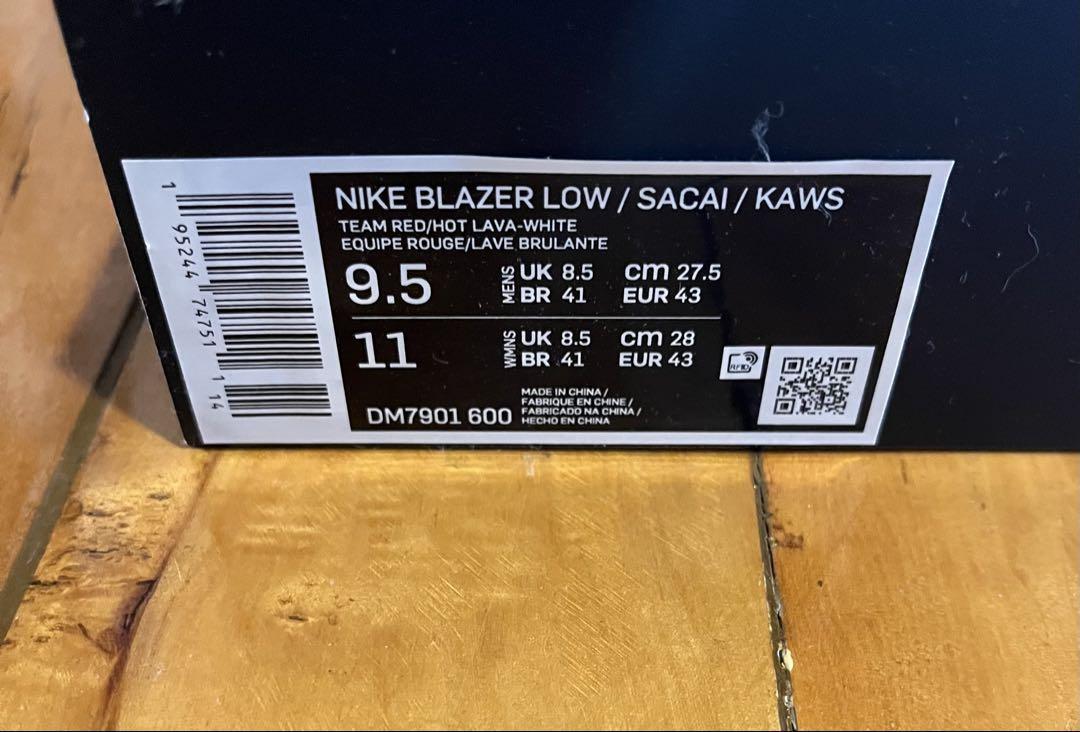 1 95244 74751 1 14
NIKE BLAZER LOW / SACAI / KAWS
TEAM RED/HOT LAVA-WHITE
EQUIPE ROUGE/LAVE BRULANTE
9.5 MENS UK 8.5 cm 27.5
BR 41 EUR 43
11 WMNS UK 8.5 cm 28
BR 41 EUR 43
RFID
DM7901 600
MADE IN CHINA /
FABRIQUE EN CHINE /
FABRICADO NA CHINA /
HECHO EN CHINA